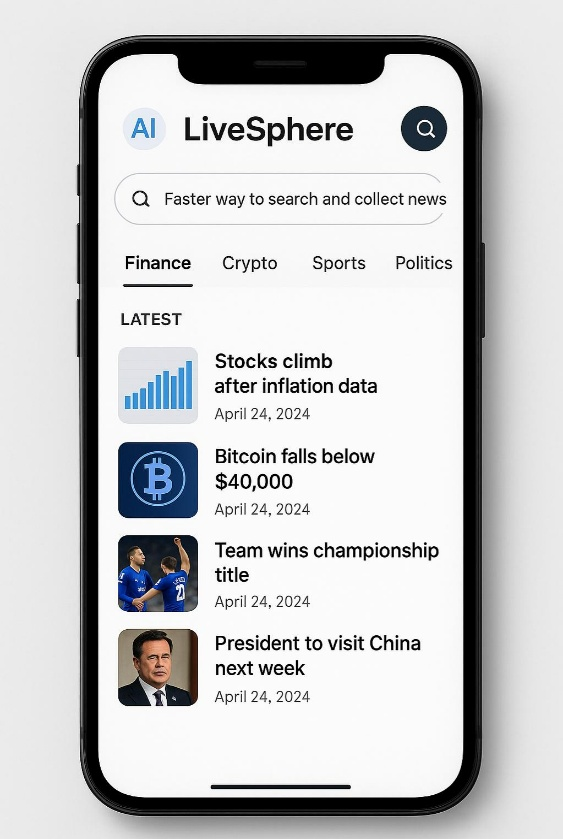 AI LiveSphere
Faster way to search and collect news
Finance Crypto Sports Politics
LATEST
Stocks climb
after inflation data
April 24, 2024
Bitcoin falls below
$40,000
April 24, 2024
Team wins championship
title
April 24, 2024
President to visit China
next week
April 24, 2024